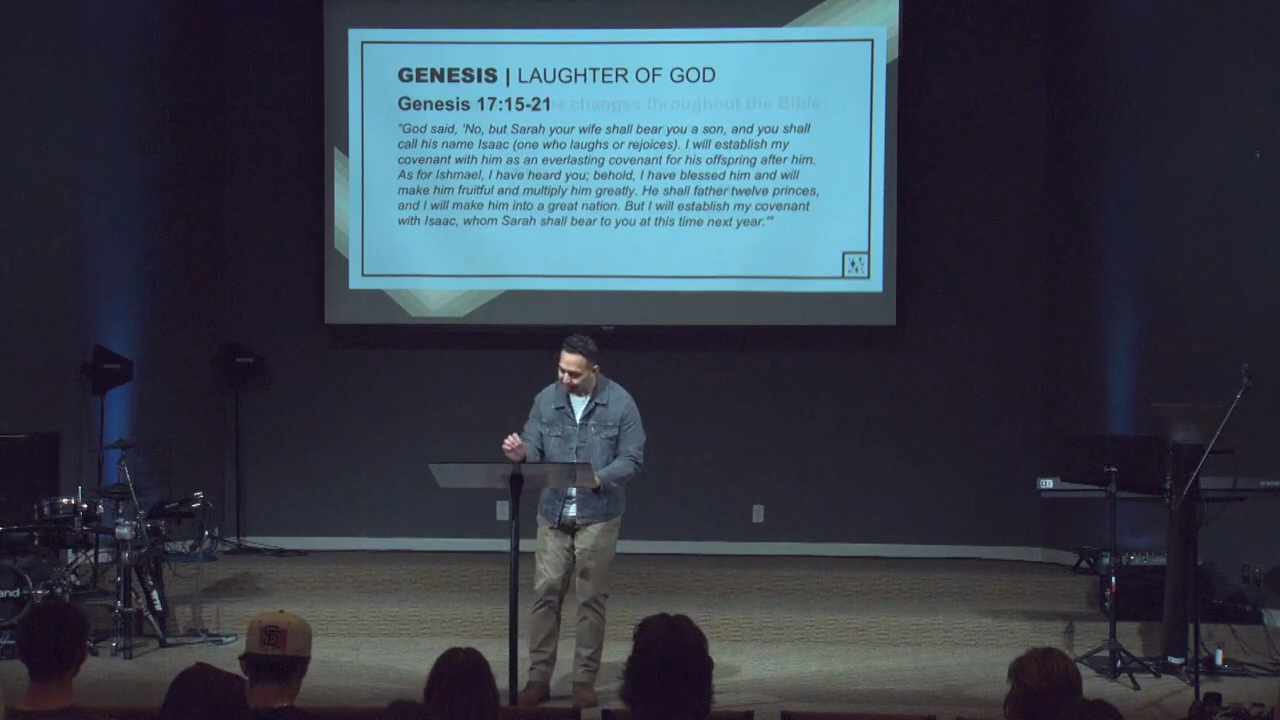 GENESIS | LAUGHTER OF GOD
Genesis 17:15-21 changes throughout the Bible
"God said, 'No, but Sarah your wife shall bear you a son, and you shall
call his name Isaac (one who laughs or rejoices). I will establish my
covenant with him as an everlasting covenant for his offspring after him.
As for Ishmael, I have heard you; behold, I have blessed him and will
make him fruitful and multiply him greatly. He shall father twelve princes,
and I will make him into a great nation. But I will establish my covenant
with Isaac, whom Sarah shall bear to you at this time next year.'"
SF